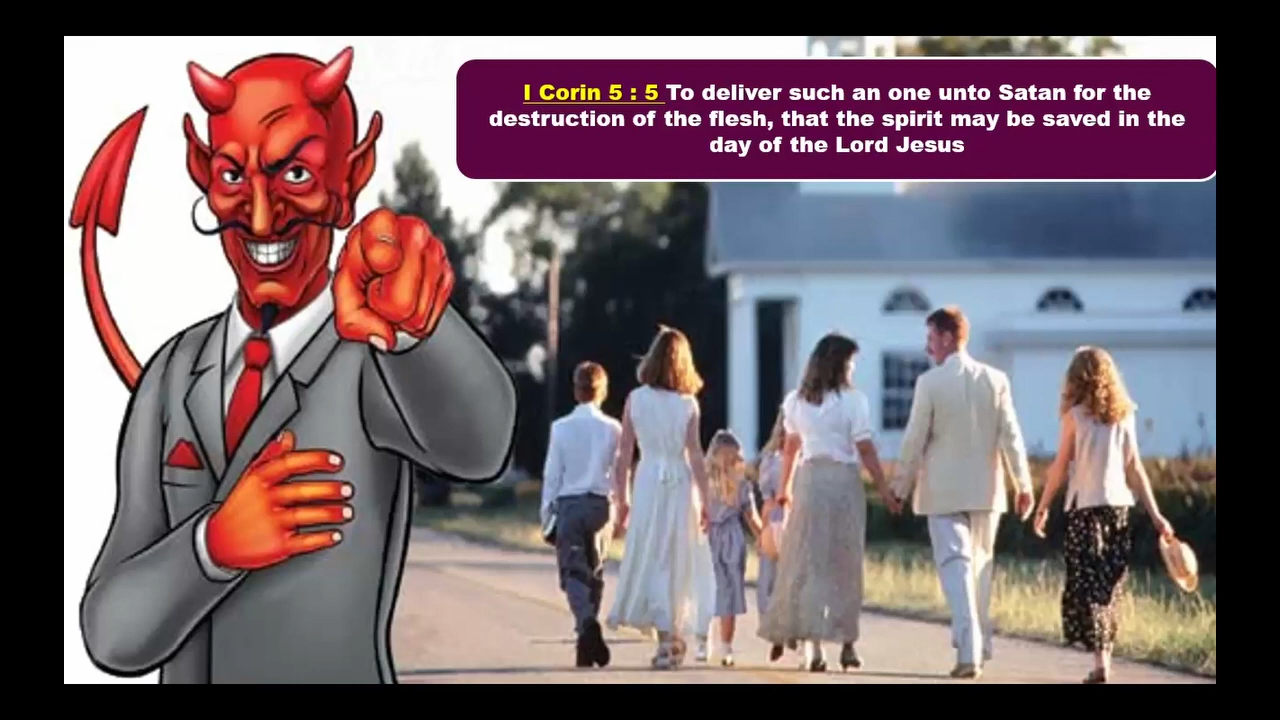 I Corin 5 : 5 To deliver such an one unto Satan for the
destruction of the flesh, that the spirit may be saved in the
day of the Lord Jesus